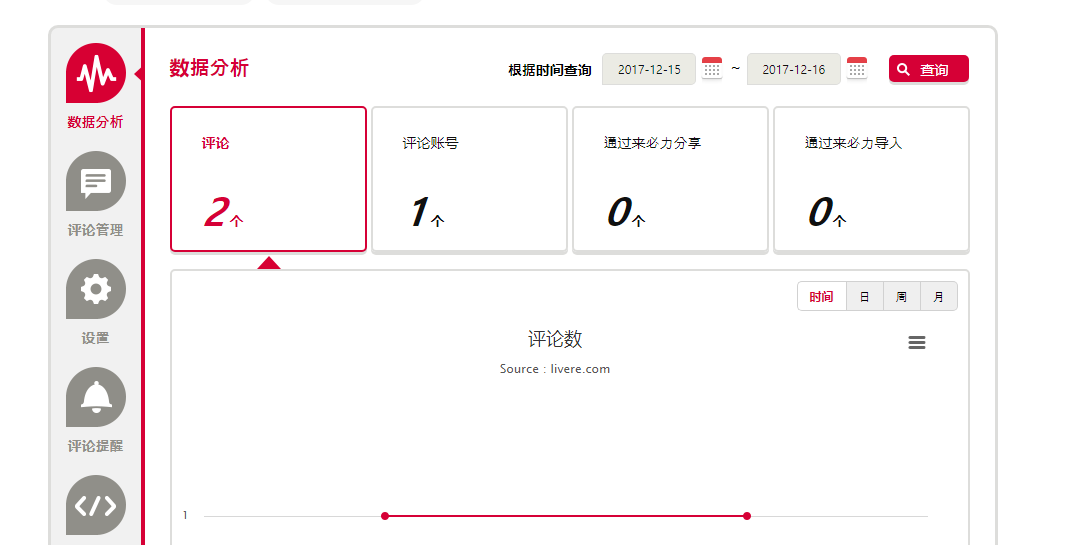 数据分析
评论管理
设置
评论提醒
数据分析
根据时间查询 2017-12-15 ~ 2017-12-16 查询
评论
2个
评论账号
1个
通过来必力分享
0个
通过来必力导入
0个
时间 日 周 月
评论数
Source : livere.com
1